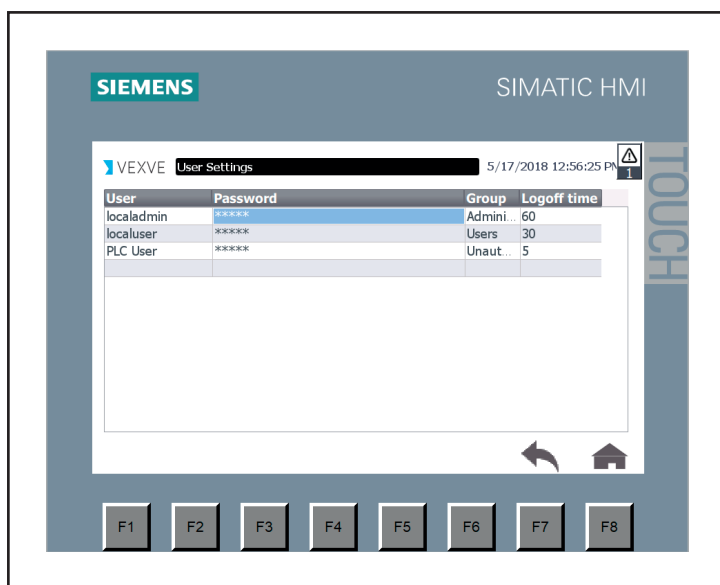 SIEMENS SIMATIC HMI
VEXVE User Settings 5/17/2018 12:56:25 PM
1
TOUCH
User Password Group Logoff time
localadmin ***** Admini... 60
localuser ***** Users 30
PLC User ***** Unaut... 5
F1 F2 F3 F4 F5 F6 F7 F8